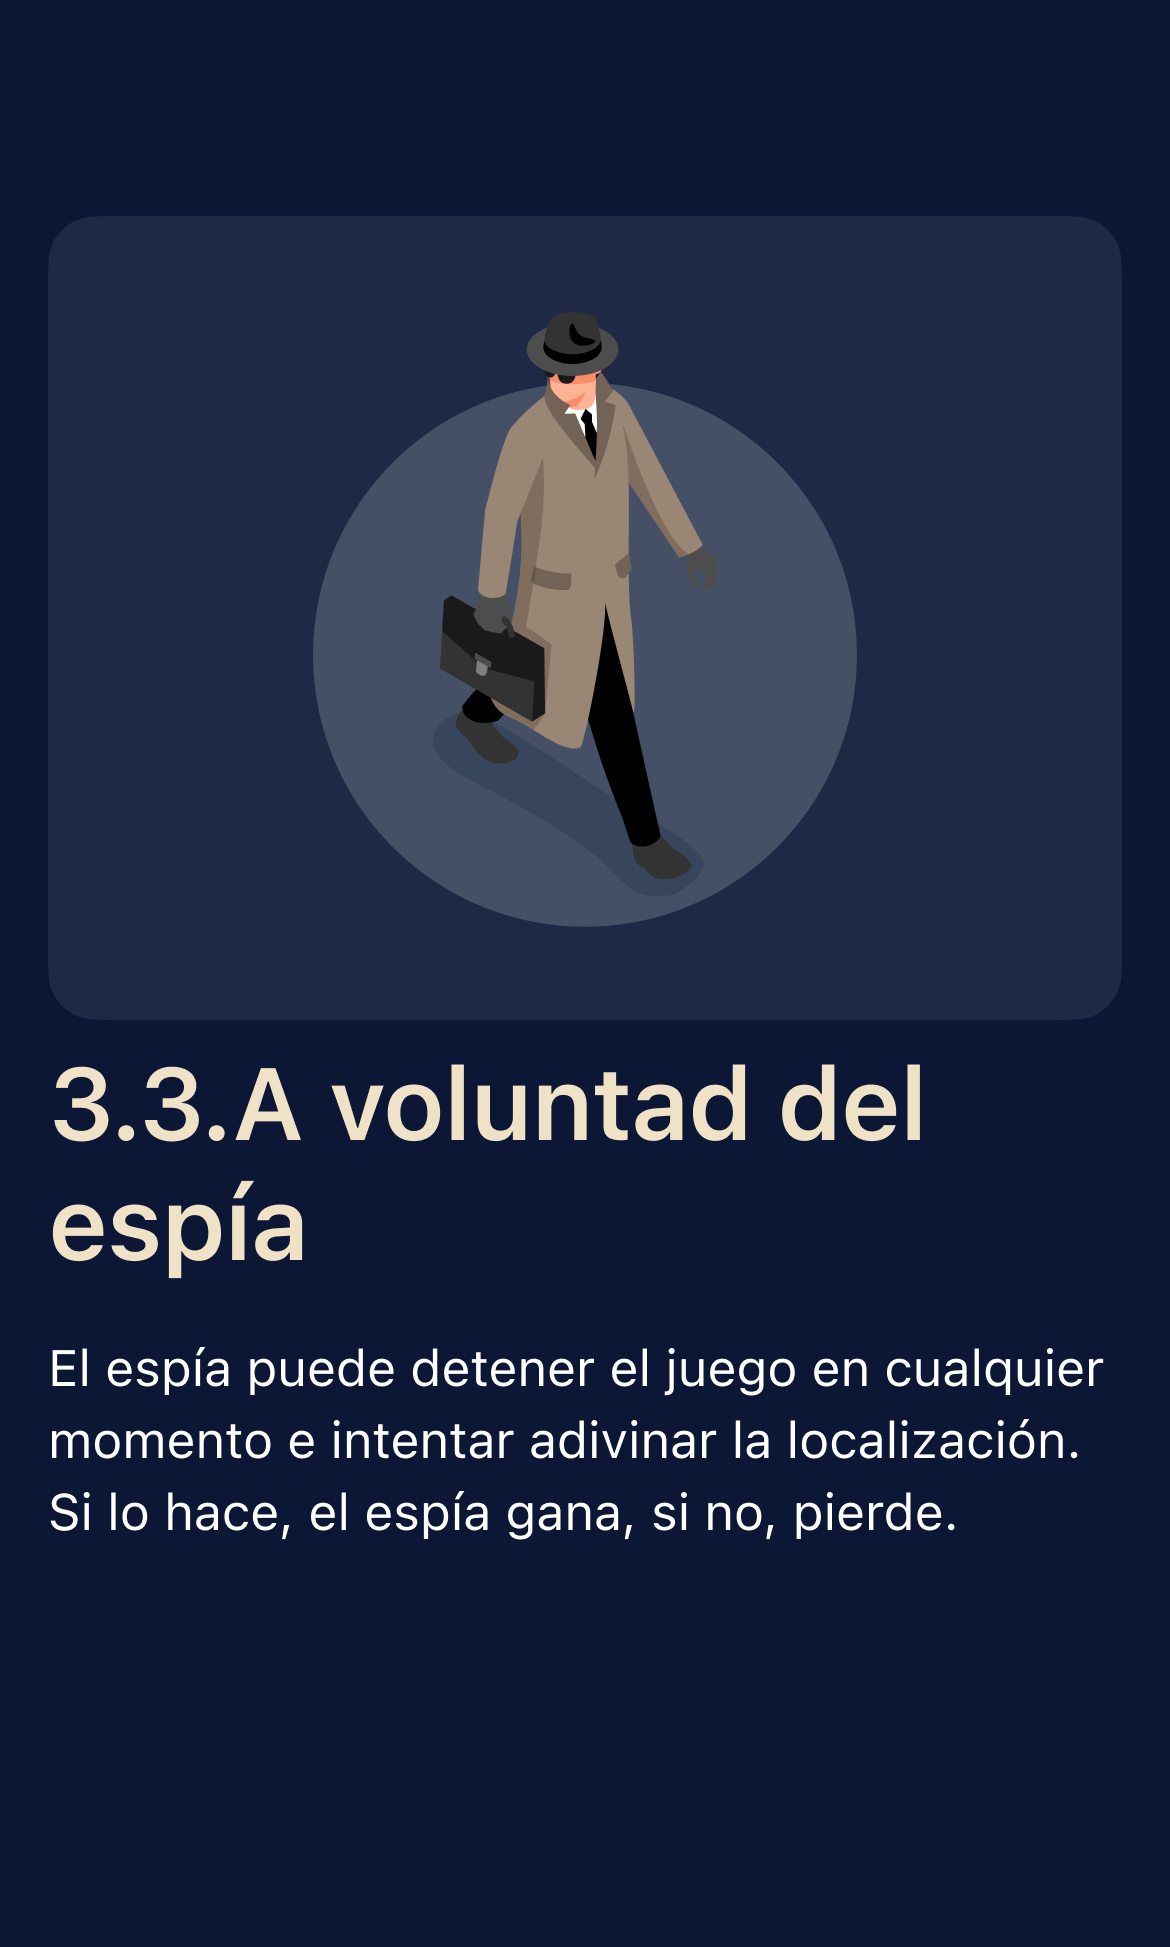 3.3.A voluntad del
espía
El espía puede detener el juego en cualquier
momento e intentar adivinar la localización.
Si lo hace, el espía gana, si no, pierde.